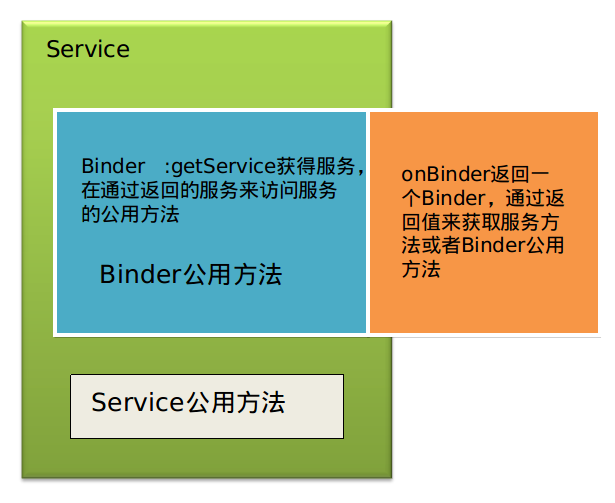 Service
Binder :getService获得服务，
在通过返回的服务来访问服务
的公用方法
Binder公用方法
onBinder返回一
个Binder，通过返
回值来获取服务方
法或者Binder公用
方法
Service公用方法